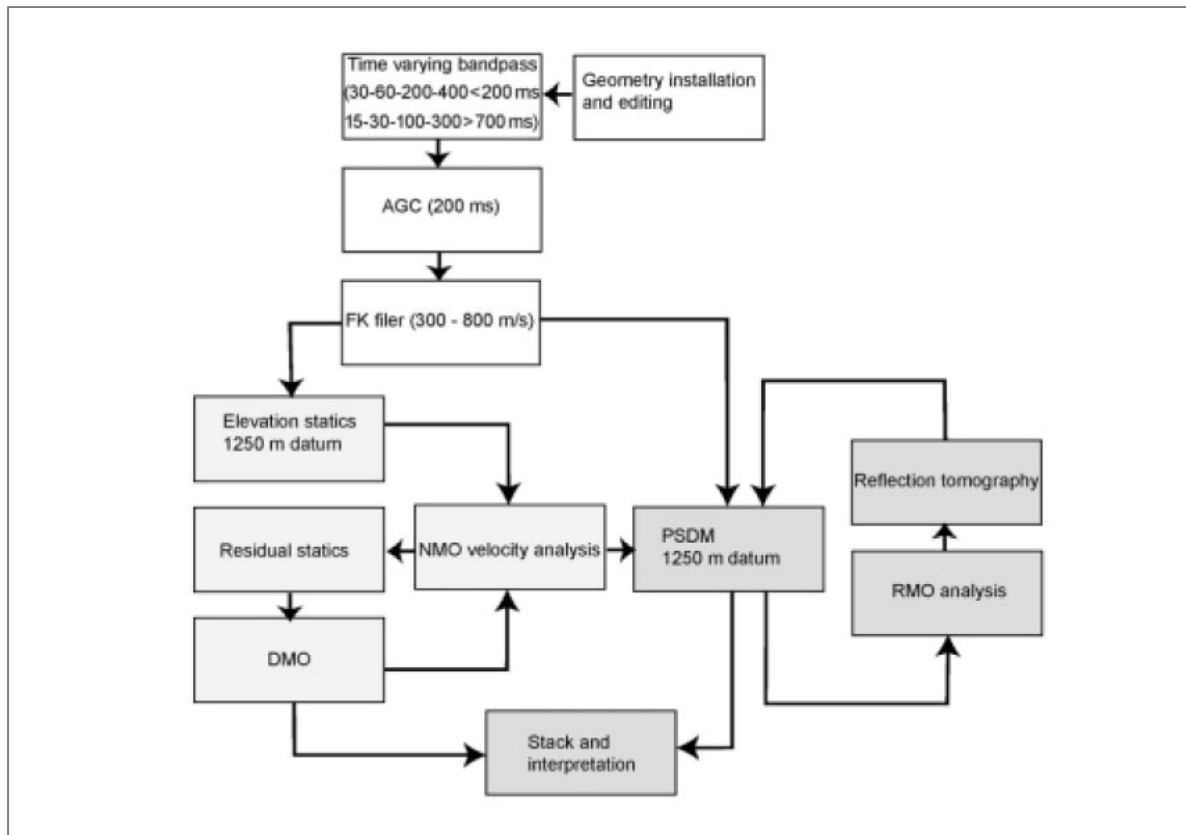 Time varying bandpass
(30-60-200-400<200 ms
15-30-100-300>700 ms)
Geometry installation
and editing
AGC (200 ms)
FK filer (300 - 800 m/s)
Elevation statics
1250 m datum
Reflection tomography
Residual statics
NMO velocity analysis
PSDM
1250 m datum
RMO analysis
DMO
Stack and
interpretation